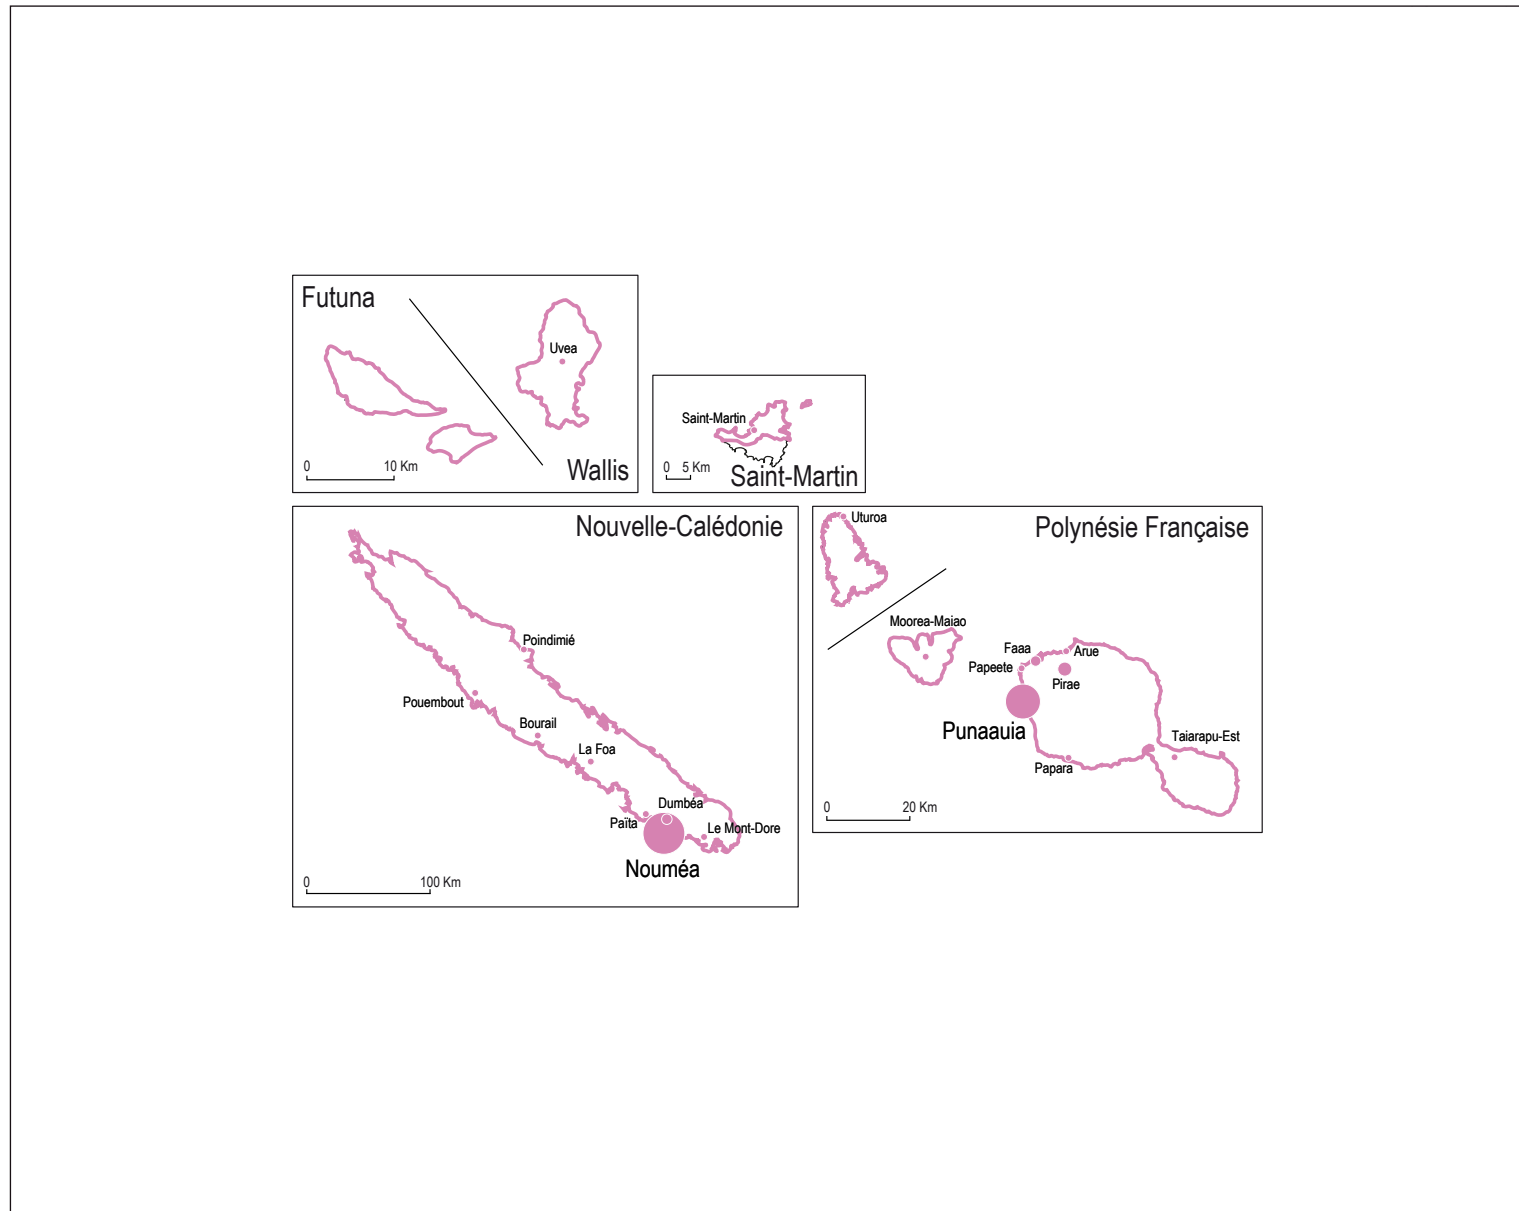 Futuna
Uvea
0 10 Km
Wallis
Saint-Martin
0 5 Km
Saint-Martin
Nouvelle-Calédonie
Poindimié
Pouembout
Bourail
La Foa
Dumbéa
Païta
Le Mont-Dore
Nouméa
0 100 Km
Uturoa
Polynésie Française
Moorea-Maiao
Faaa
Arue
Papeete
Pirae
Punaauia
Taiarapu-Est
Papara
0 20 Km